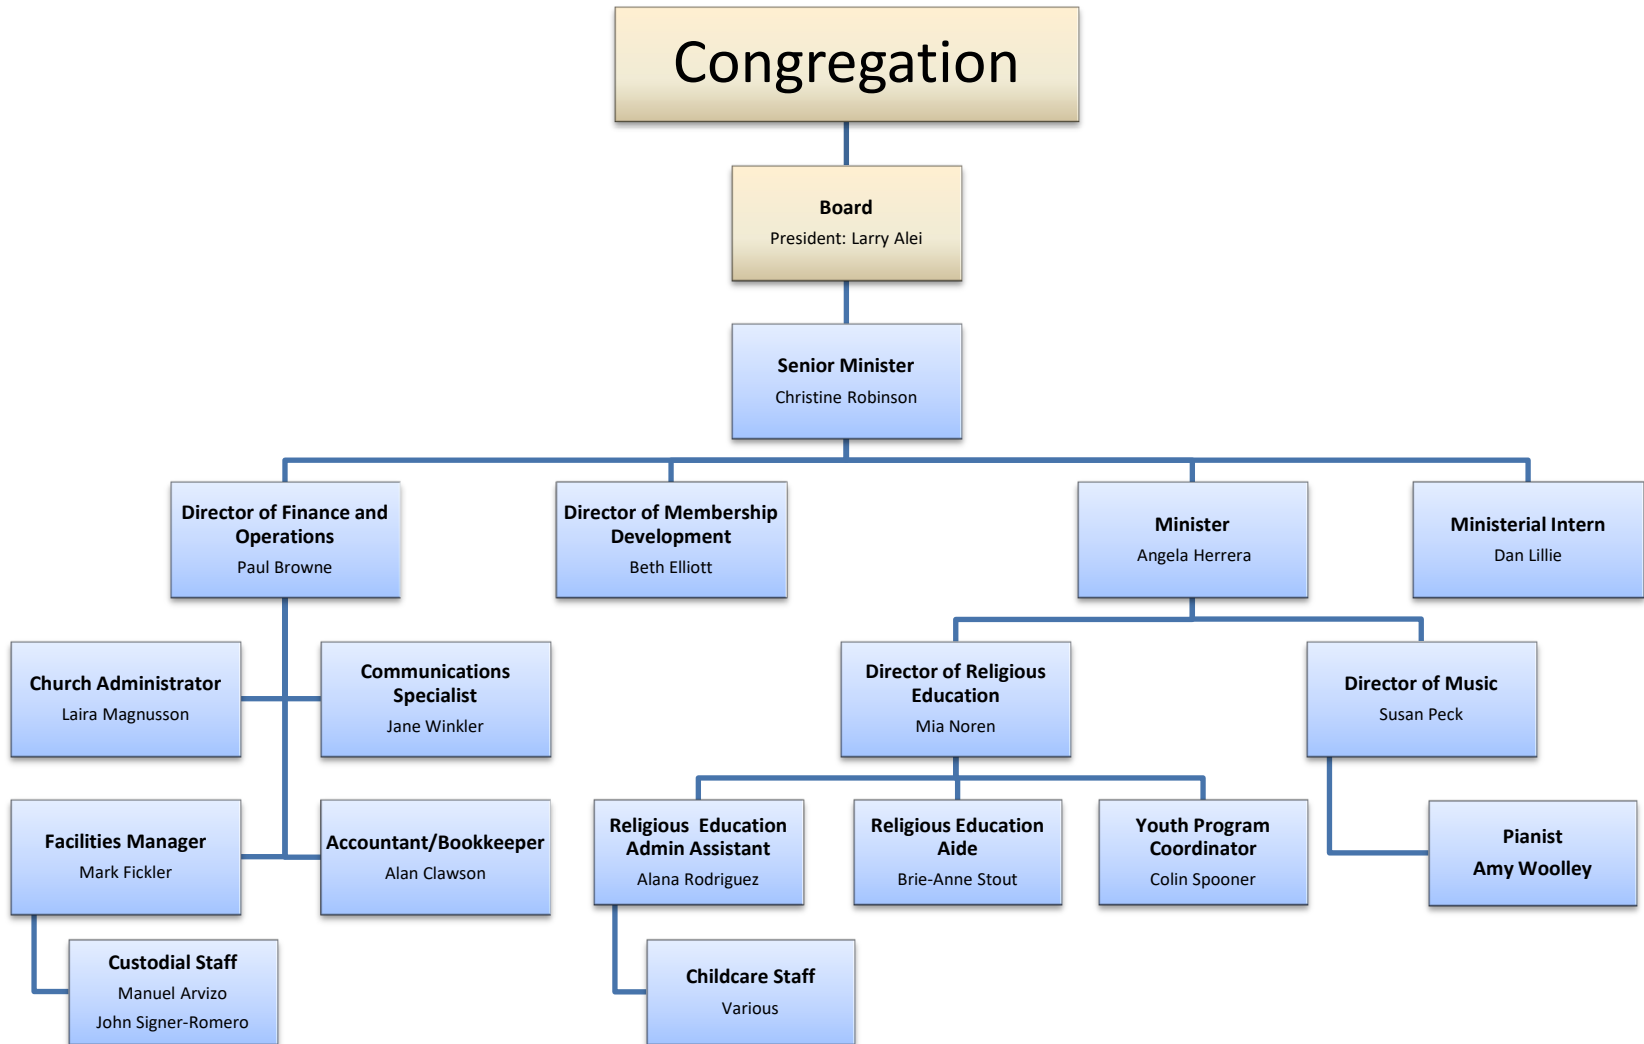 Congregation
Board
President: Larry Alei
Senior Minister
Christine Robinson
Director of Finance and
Operations
Paul Browne
Director of Membership
Development
Beth Elliott
Minister
Angela Herrera
Ministerial Intern
Dan Lillie
Church Administrator
Laira Magnusson
Communications
Specialist
Jane Winkler
Director of Religious
Education
Mia Noren
Director of Music
Susan Peck
Facilities Manager
Mark Fickler
Accountant/Bookkeeper
Alan Clawson
Religious  Education
Admin Assistant
Alana Rodriguez
Religious Education
Aide
Brie-Anne Stout
Youth Program
Coordinator
Colin Spooner
Pianist
Amy Woolley
Custodial Staff
Manuel Arvizo
John Signer-Romero
Childcare Staff
Various